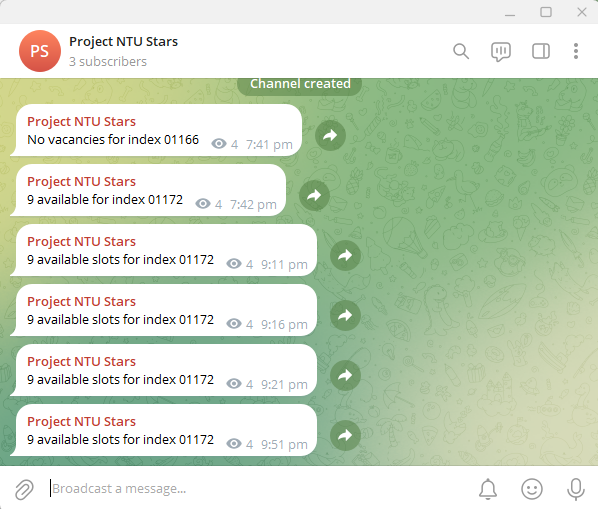 PS
Project NTU Stars
3 subscribers
Channel created
Project NTU Stars
No vacancies for index 01166 4 7:41 pm
Project NTU Stars
9 available for index 01172 4 7:42 pm
Project NTU Stars
9 available slots for index 01172 4 9:11 pm
Project NTU Stars
9 available slots for index 01172 4 9:16 pm
Project NTU Stars
9 available slots for index 01172 4 9:21 pm
Project NTU Stars
9 available slots for index 01172 4 9:51 pm
Broadcast a message...